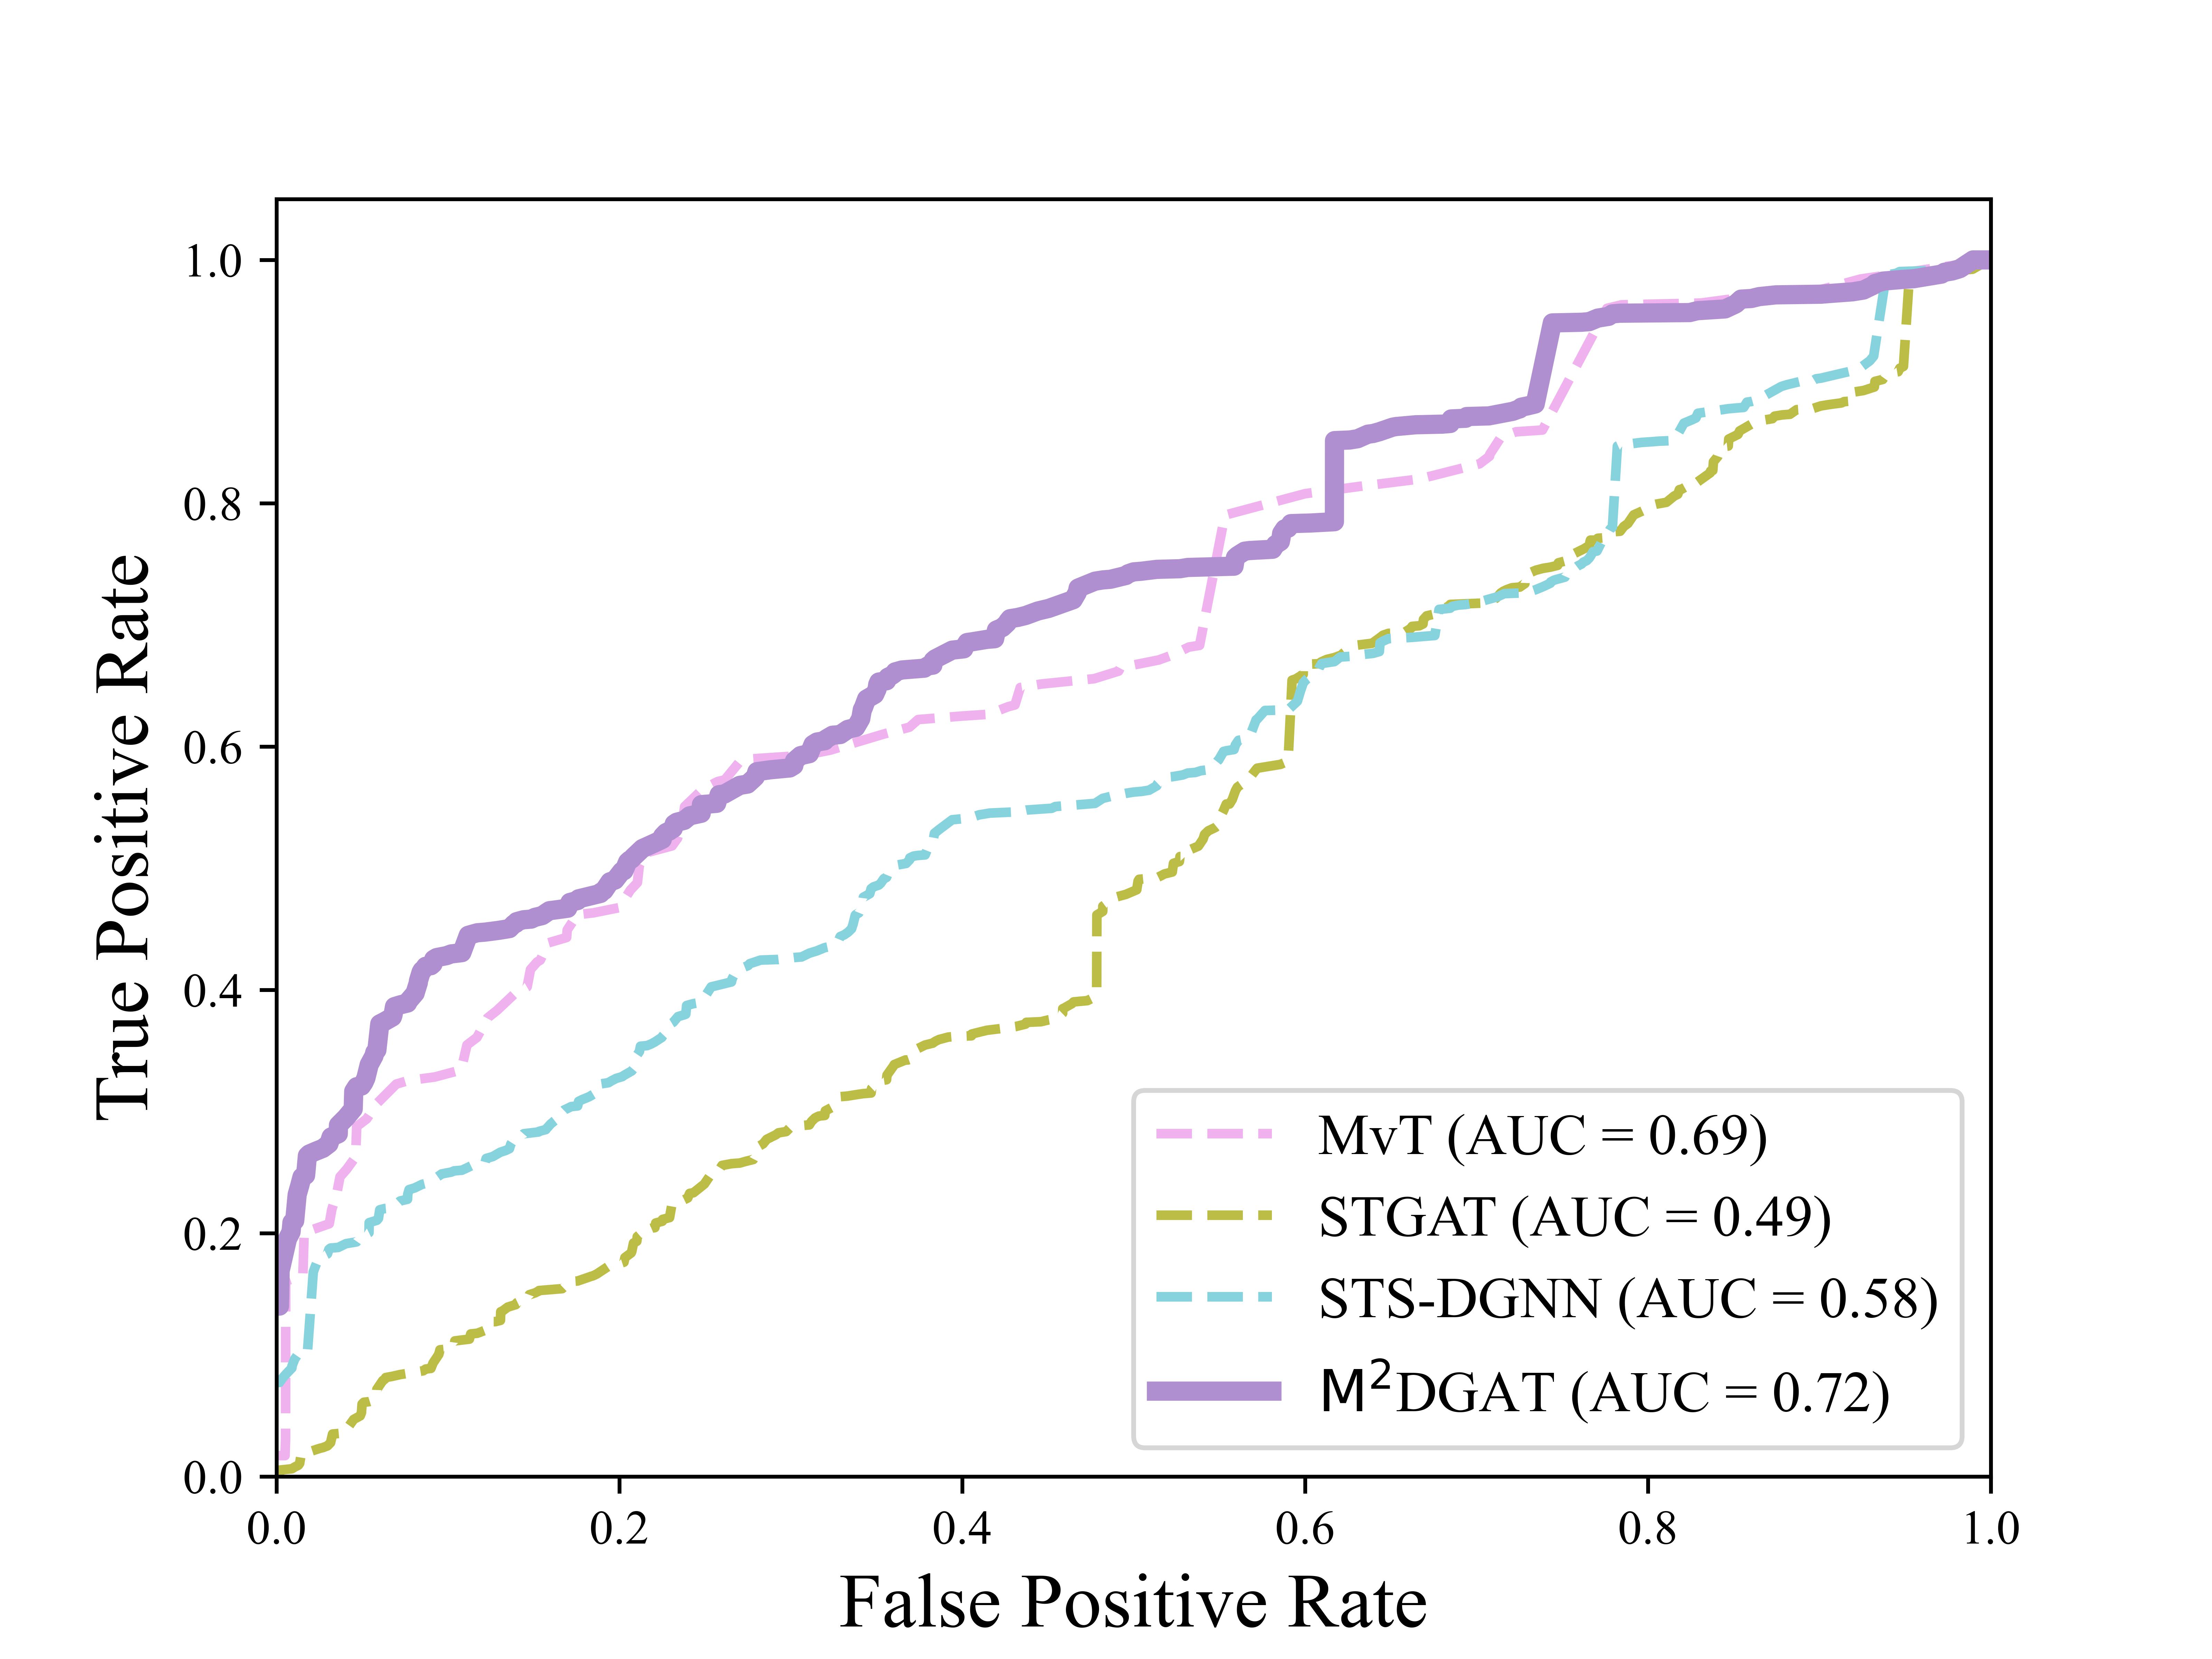 True Positive Rate
1.0
0.8
0.6
0.4
0.2
0.0
0.0 0.2 0.4 0.6 0.8 1.0
False Positive Rate
MvT (AUC = 0.69)
STGAT (AUC = 0.49)
STS-DGNN (AUC = 0.58)
M²DGAT (AUC = 0.72)